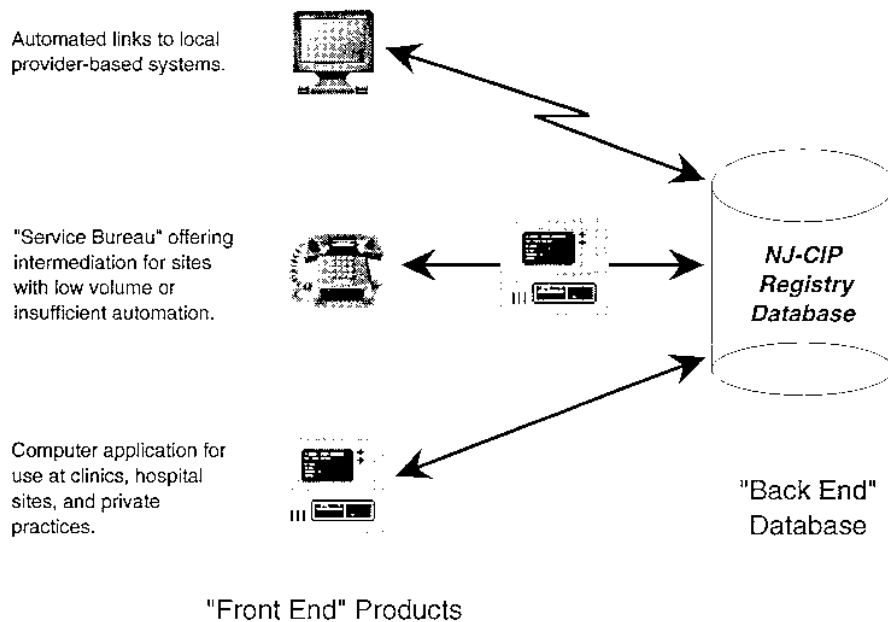 Automated links to local
provider-based systems.
"Service Bureau" offering
intermediation for sites
with low volume or
insufficient automation.
NJ-CIP
Registry
Database
Computer application for
use at clinics, hospital
sites, and private
practices.
"Back End"
Database
"Front End" Products